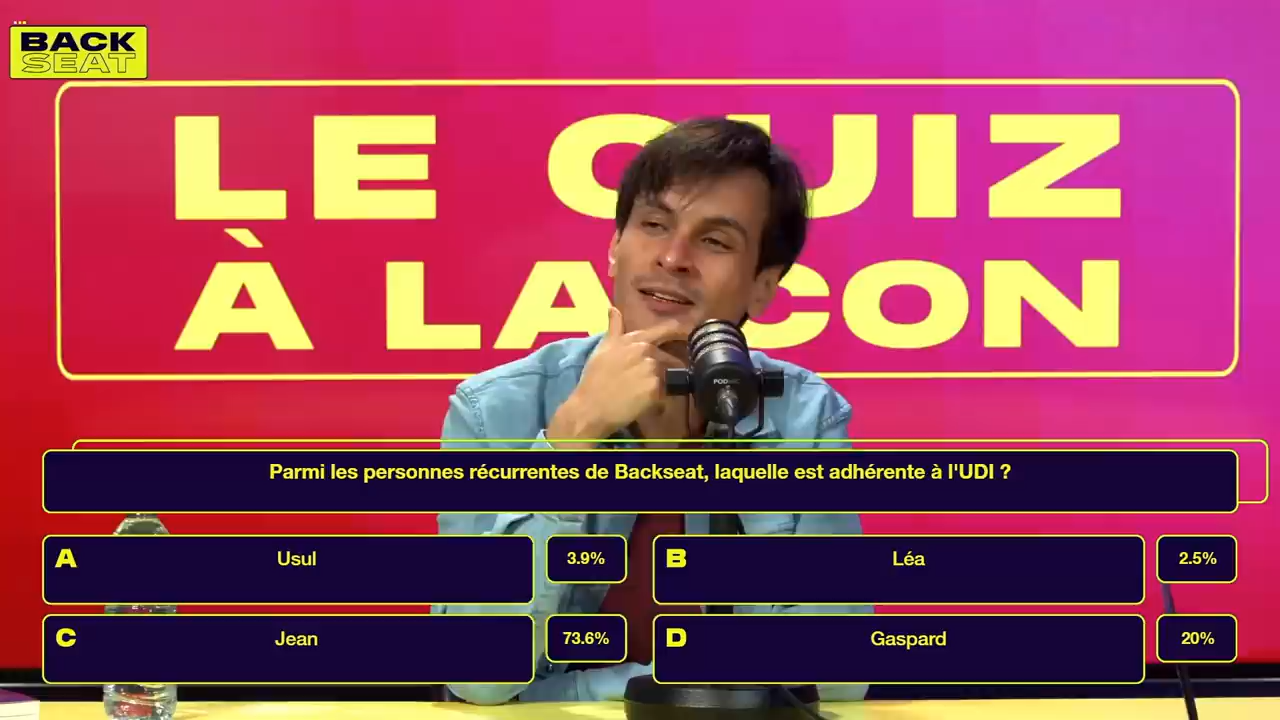 BACK
SEAT
LE QUIZ
À LA CON
Parmi les personnes récurrentes de Backseat, laquelle est adhérente à l'UDI ?
A Usul 3.9%
B Léa 2.5%
C Jean 73.6%
D Gaspard 20%